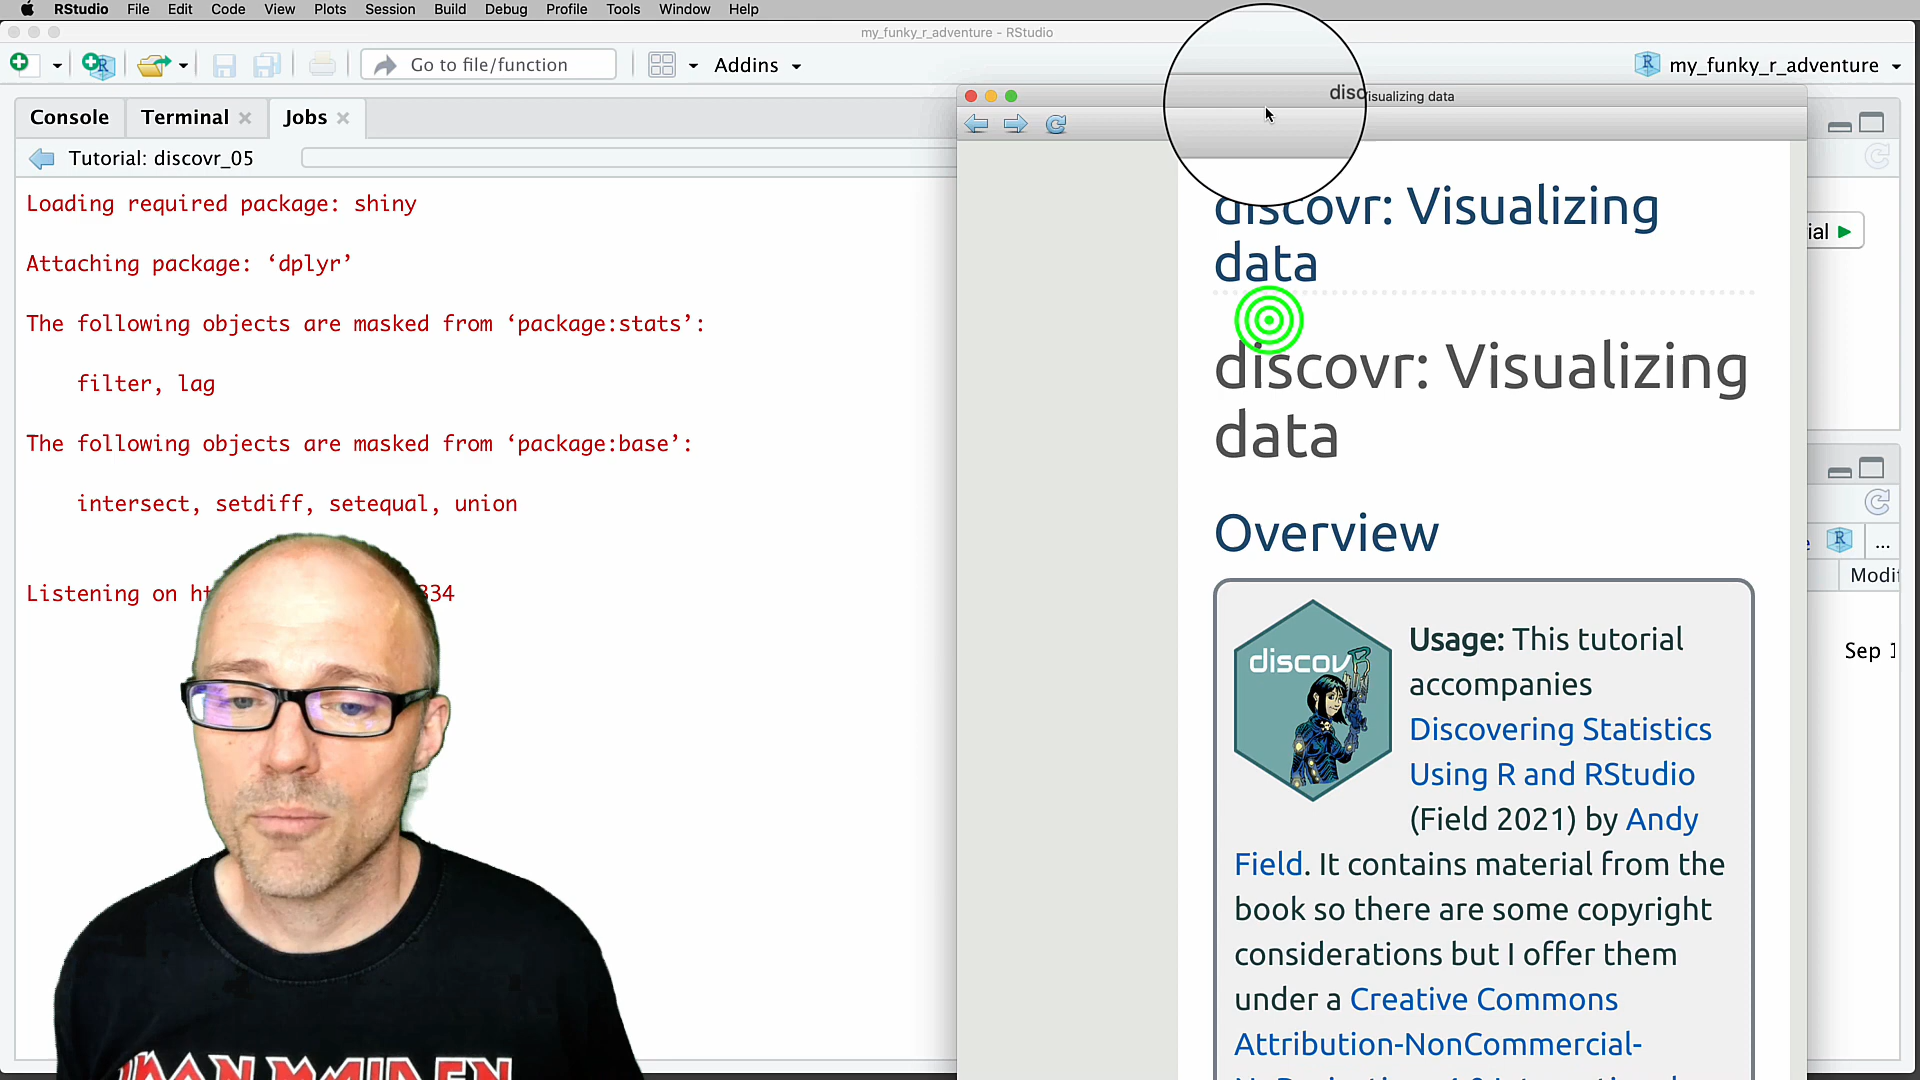 RStudio File Edit Code View Plots Session Build Debug Profile Tools Window Help
my_funky_r_adventure - RStudio
Go to file/function
Addins
my_funky_r_adventure
Console
Terminal
Jobs
disc
isualizing data
Tutorial: discovr_05
Loading required package: shiny
Attaching package: ‘dplyr’
The following objects are masked from ‘package:stats’:
filter, lag
The following objects are masked from ‘package:base’:
intersect, setdiff, setequal, union
Listening on
334
discovr: Visualizing
data
discovr: Visualizing
data
Overview
discovR
Usage: This tutorial
accompanies
Discovering Statistics
Using R and RStudio
(Field 2021) by Andy
Field. It contains material from the
book so there are some copyright
considerations but I offer them
under a Creative Commons
Attribution-NonCommercial-
ial
...
Modif
Sep 1
IRON MAIDEN